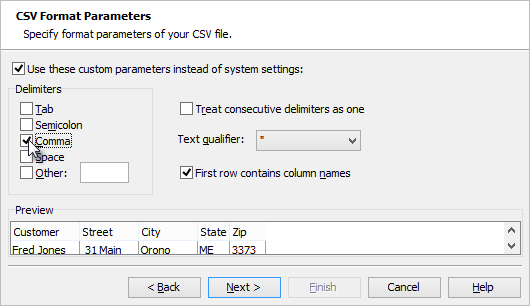 CSV Format Parameters
Specify format parameters of your CSV file.
Use these custom parameters instead of system settings:
Delimiters
Tab
Semicolon
Comma
Space
Other:
Treat consecutive delimiters as one
Text qualifier: "
First row contains column names
Preview
Customer Street City State Zip
Fred Jones 31 Main Orono ME 3373
< Back Next > Finish Cancel Help